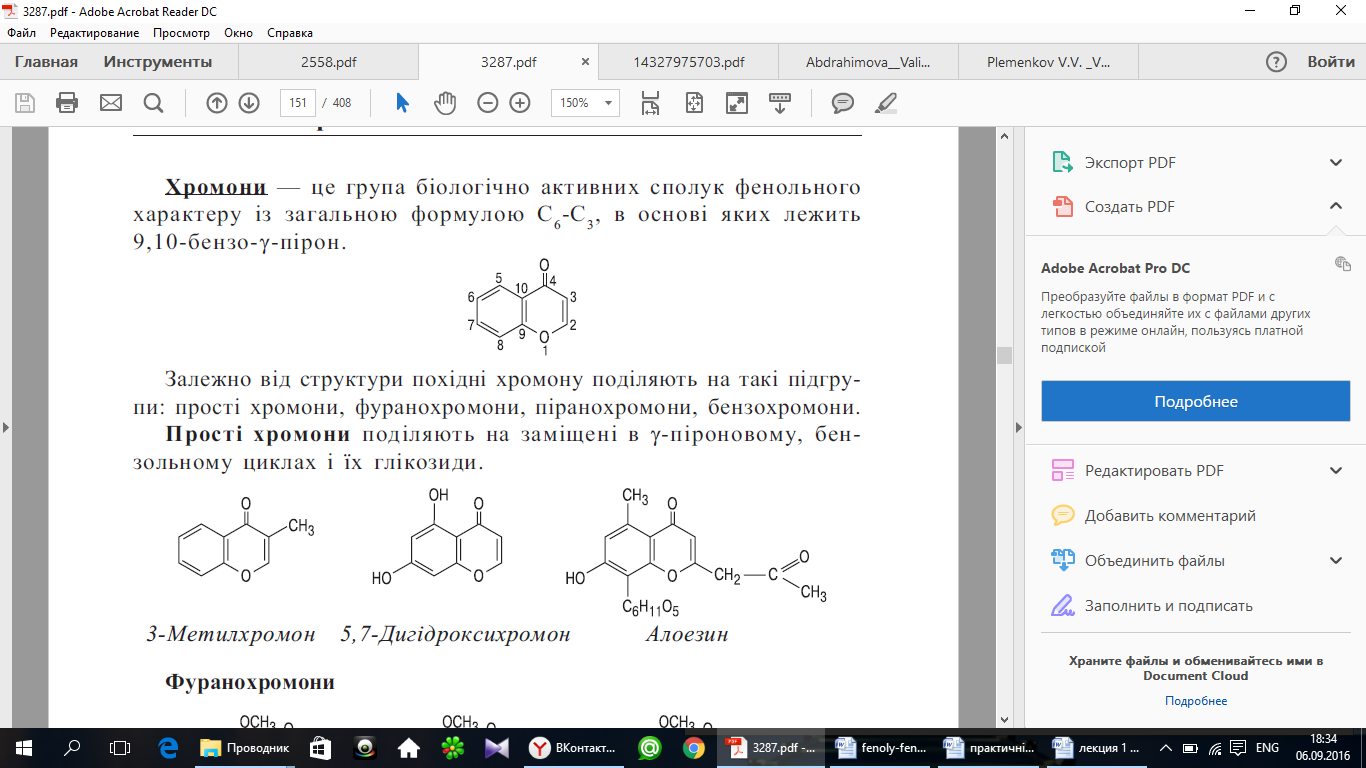 3287.pdf - Adobe Acrobat Reader DC
Файл Редактирование Просмотр Окно Справка
Главная Инструменты 2558.pdf 3287.pdf × 14327975703.pdf Abdrahimova__Vali... Plemenkov V.V. _V... ? Войти
151 / 408 150%
Хромони — це група біологічно активних сполук фенольного
характеру із загальною формулою C6-C3, в основі яких лежить
9,10-бензо-γ-пірон.
O
5 4
10
6 3
7 2
9
8 O
1
Залежно від структури похідні хромону поділяють на такі підгру-
пи: прості хромони, фуранохромони, піранохромони, бензохромони.
Прості хромони поділяють на заміщені в γ-піроновому, бен-
зольному циклах і їх глікозиди.
O CH3 O
OH O HO O
CH3 O HO O CH2 C O CH3 C6H11O5
3-Метилхромон 5,7-Дигідроксихромон Алоезин
Фуранохромони
OCH3 O OCH3 O OCH3 O
Экспорт PDF
Создать PDF
Adobe Acrobat Pro DC
Преобразуйте файлы в формат PDF и с
легкостью объединяйте их с файлами других
типов в режиме онлайн, пользуясь платной
подпиской
Подробнее
Редактировать PDF
Добавить комментарий
Объединить файлы
Заполнить и подписать
Храните файлы и обменивайтесь ими в
Document Cloud
Подробнее
Проводник ВКонтакт... 3287.pdf -... fenoly-fen... практичні... лекция 1 ... ENG 18:34
06.09.2016